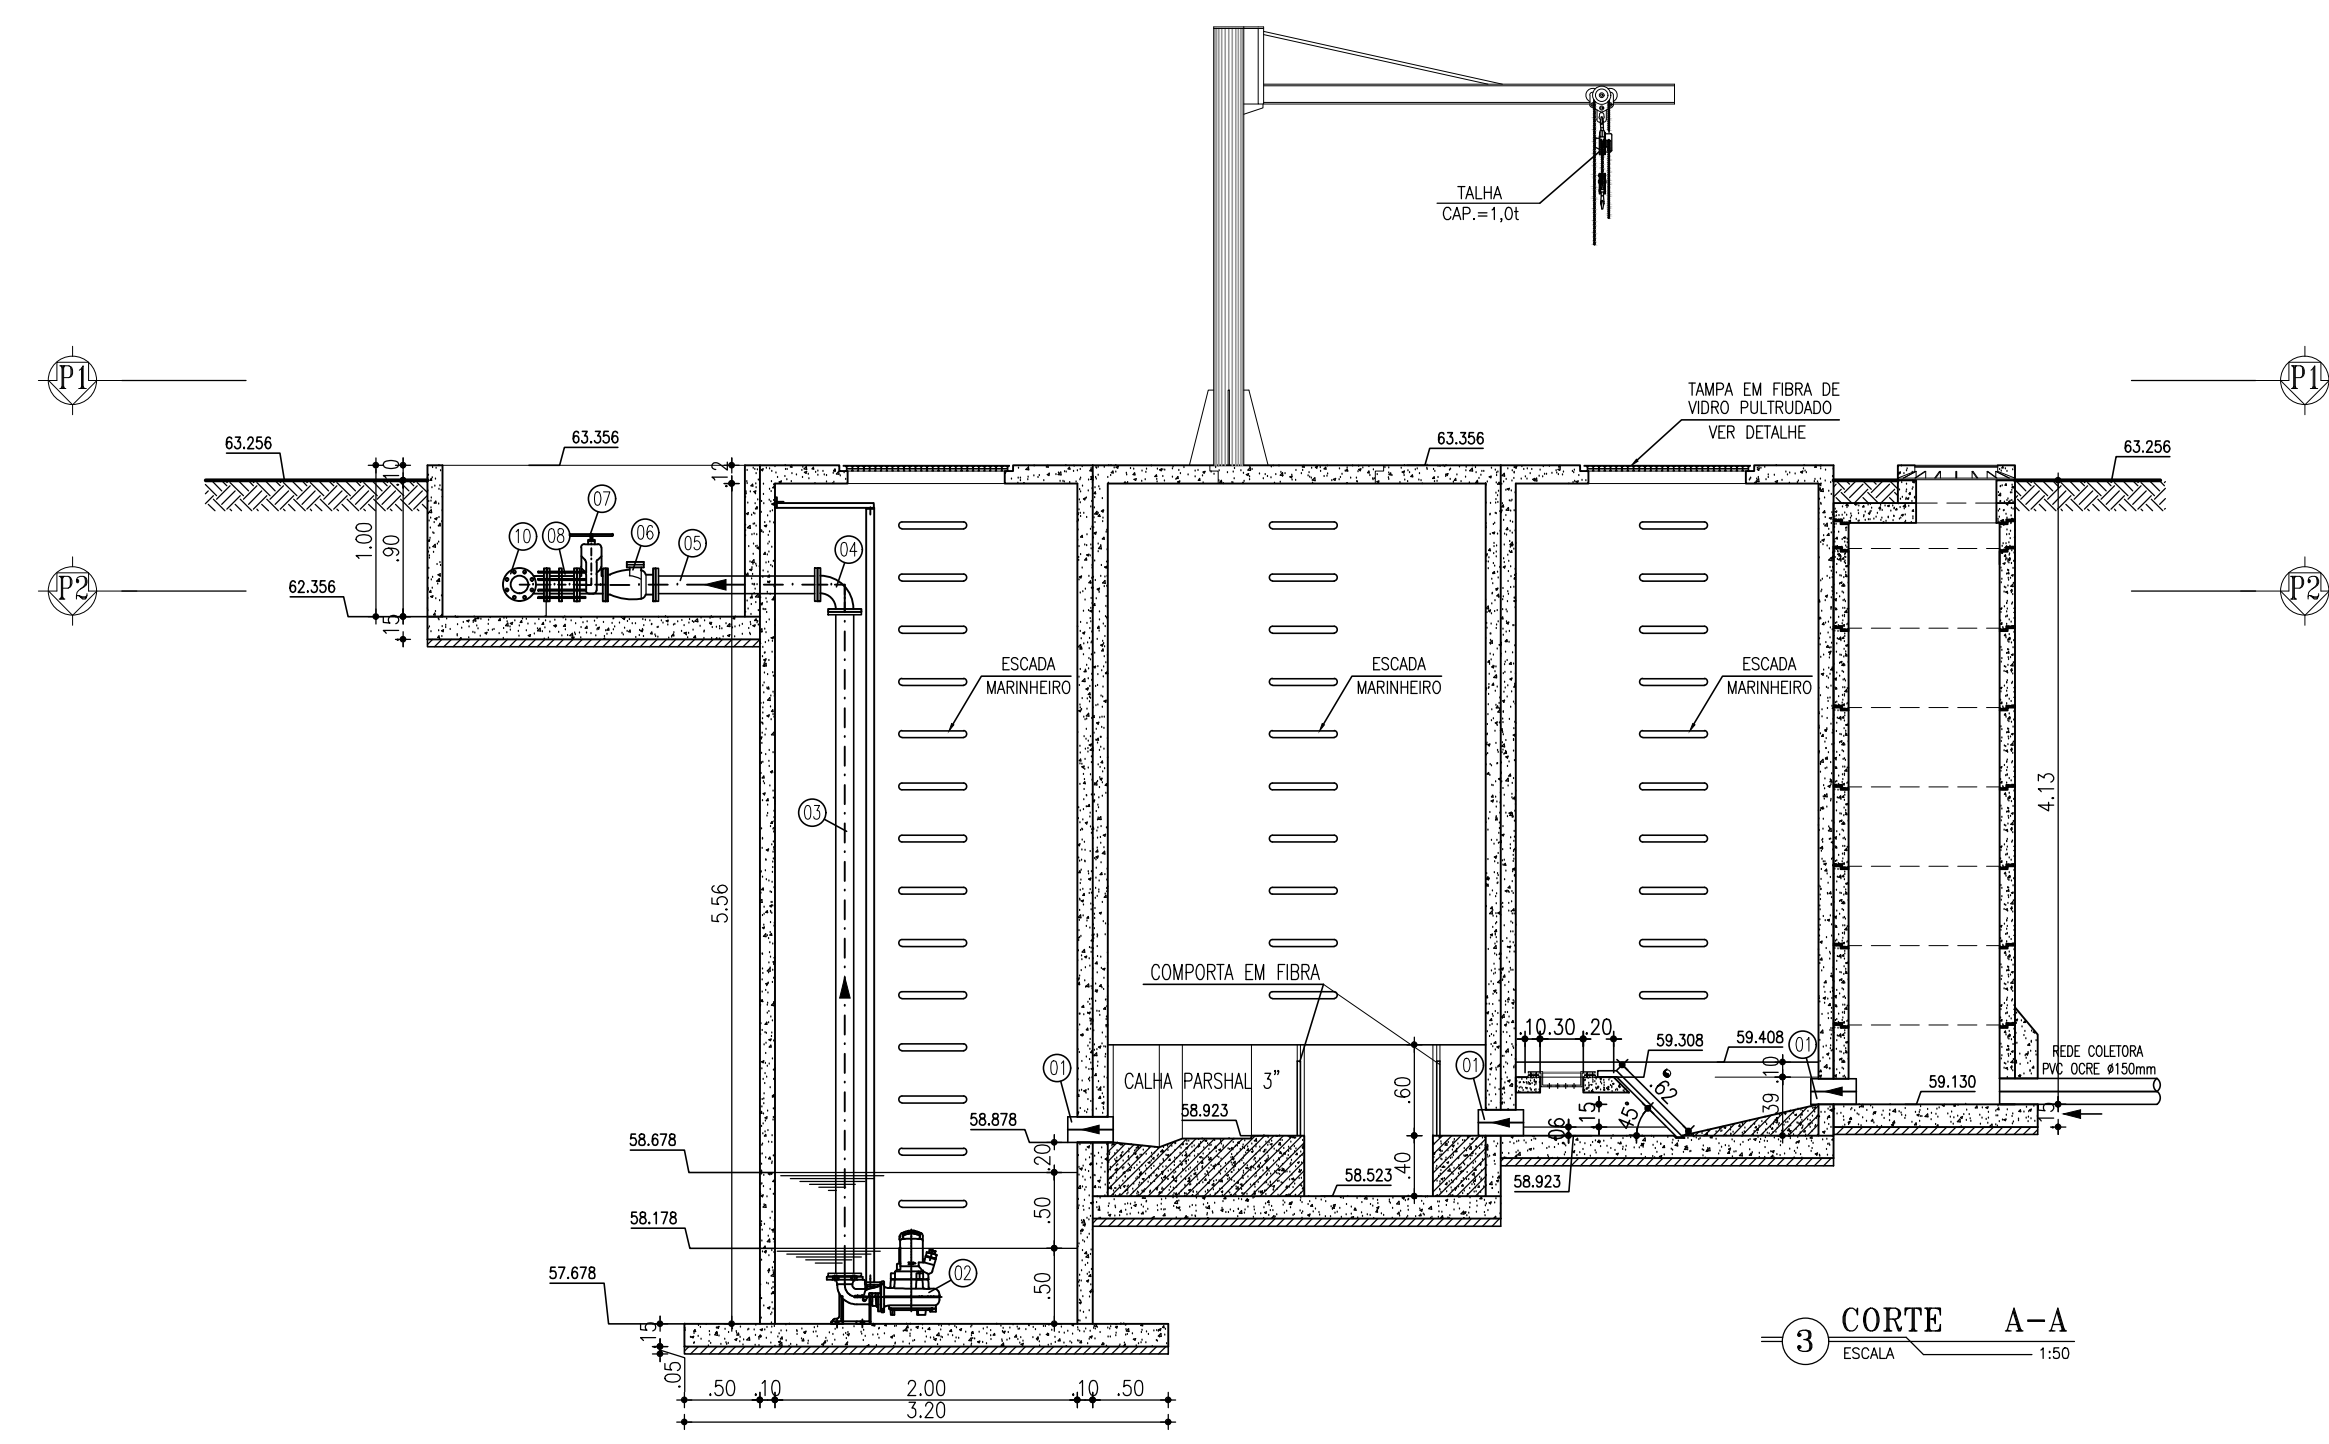 TALHA
CAP.=1,0t
P1
P1
TAMPA EM FIBRA DE
VIDRO PULTRUDADO
VER DETALHE
63.256
63.356
63.356
63.256
.10
.12
1.00
.90
07
10
08
06
05
04
P2
62.356
P2
.15
ESCADA
MARINHEIRO
ESCADA
MARINHEIRO
ESCADA
MARINHEIRO
03
4.13
5.56
COMPORTA EM FIBRA
.10
.30
.20
59.308
59.408
01
01
01
REDE COLETORA
PVC OCRE ø150mm
CALHA PARSHAL 3"
.60
.62
.10
59.130
58.878
58.923
.15
45°
.39
.15
.06
58.678
.20
.40
58.523
58.923
58.178
.50
57.678
02
.50
.15
.05
.50
.10
2.00
.10
.50
3.20
3
CORTE A-A
ESCALA 1:50